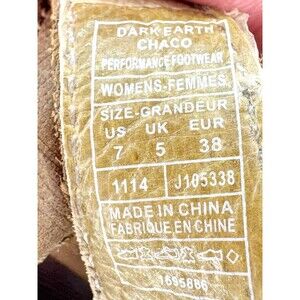 DARK EARTH
CHACO
PERFORMANCE FOOTWEAR
WOMENS-FEMMES
SIZE-GRANDEUR
US UK EUR
7 5 38
1114 J105338
MADE IN CHINA
FABRIQUE EN CHINE
1695886